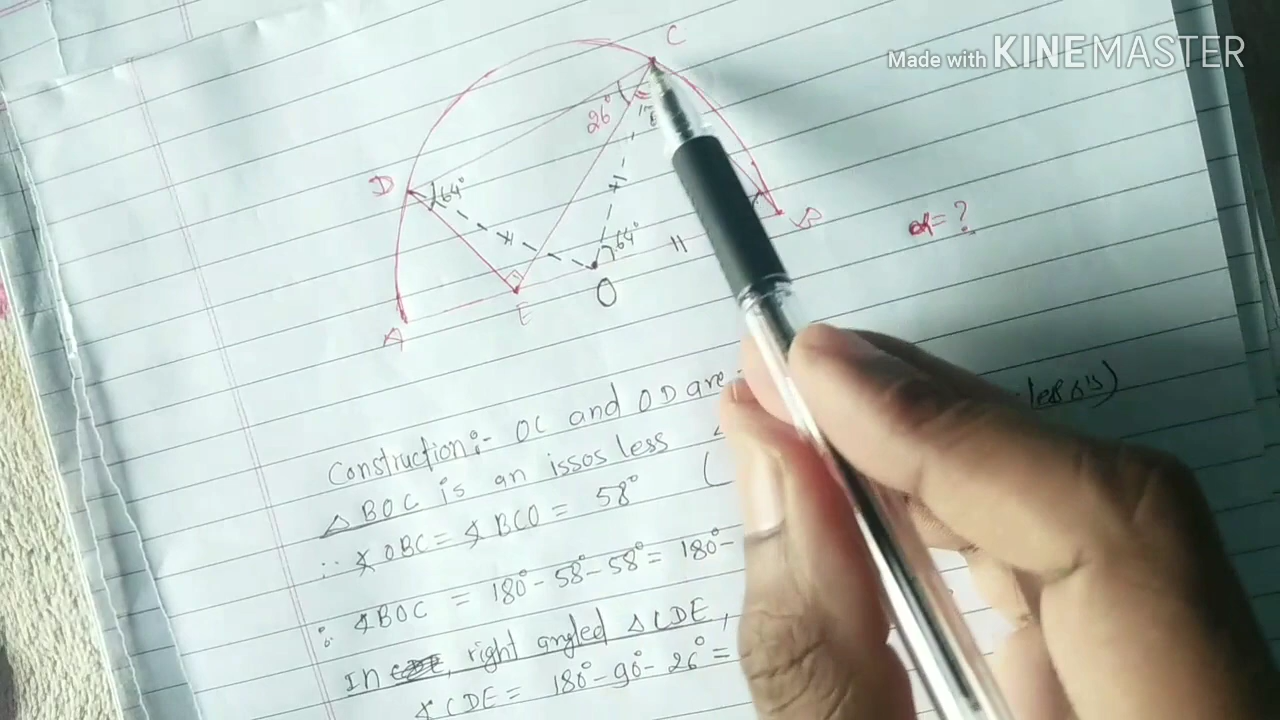 Made with KINEMASTER
C
26°
D
64°
64°
B
α = ?
O
E
A
Construction:- OC and OD are
△BOC is an issos less
∴ ∡OBC = ∡BCO = 58° (
∴ ∡BOC = 180° - 58° - 58° = 180° -
In right angled △CDE,
∡CDE = 180° - 90° - 26° =